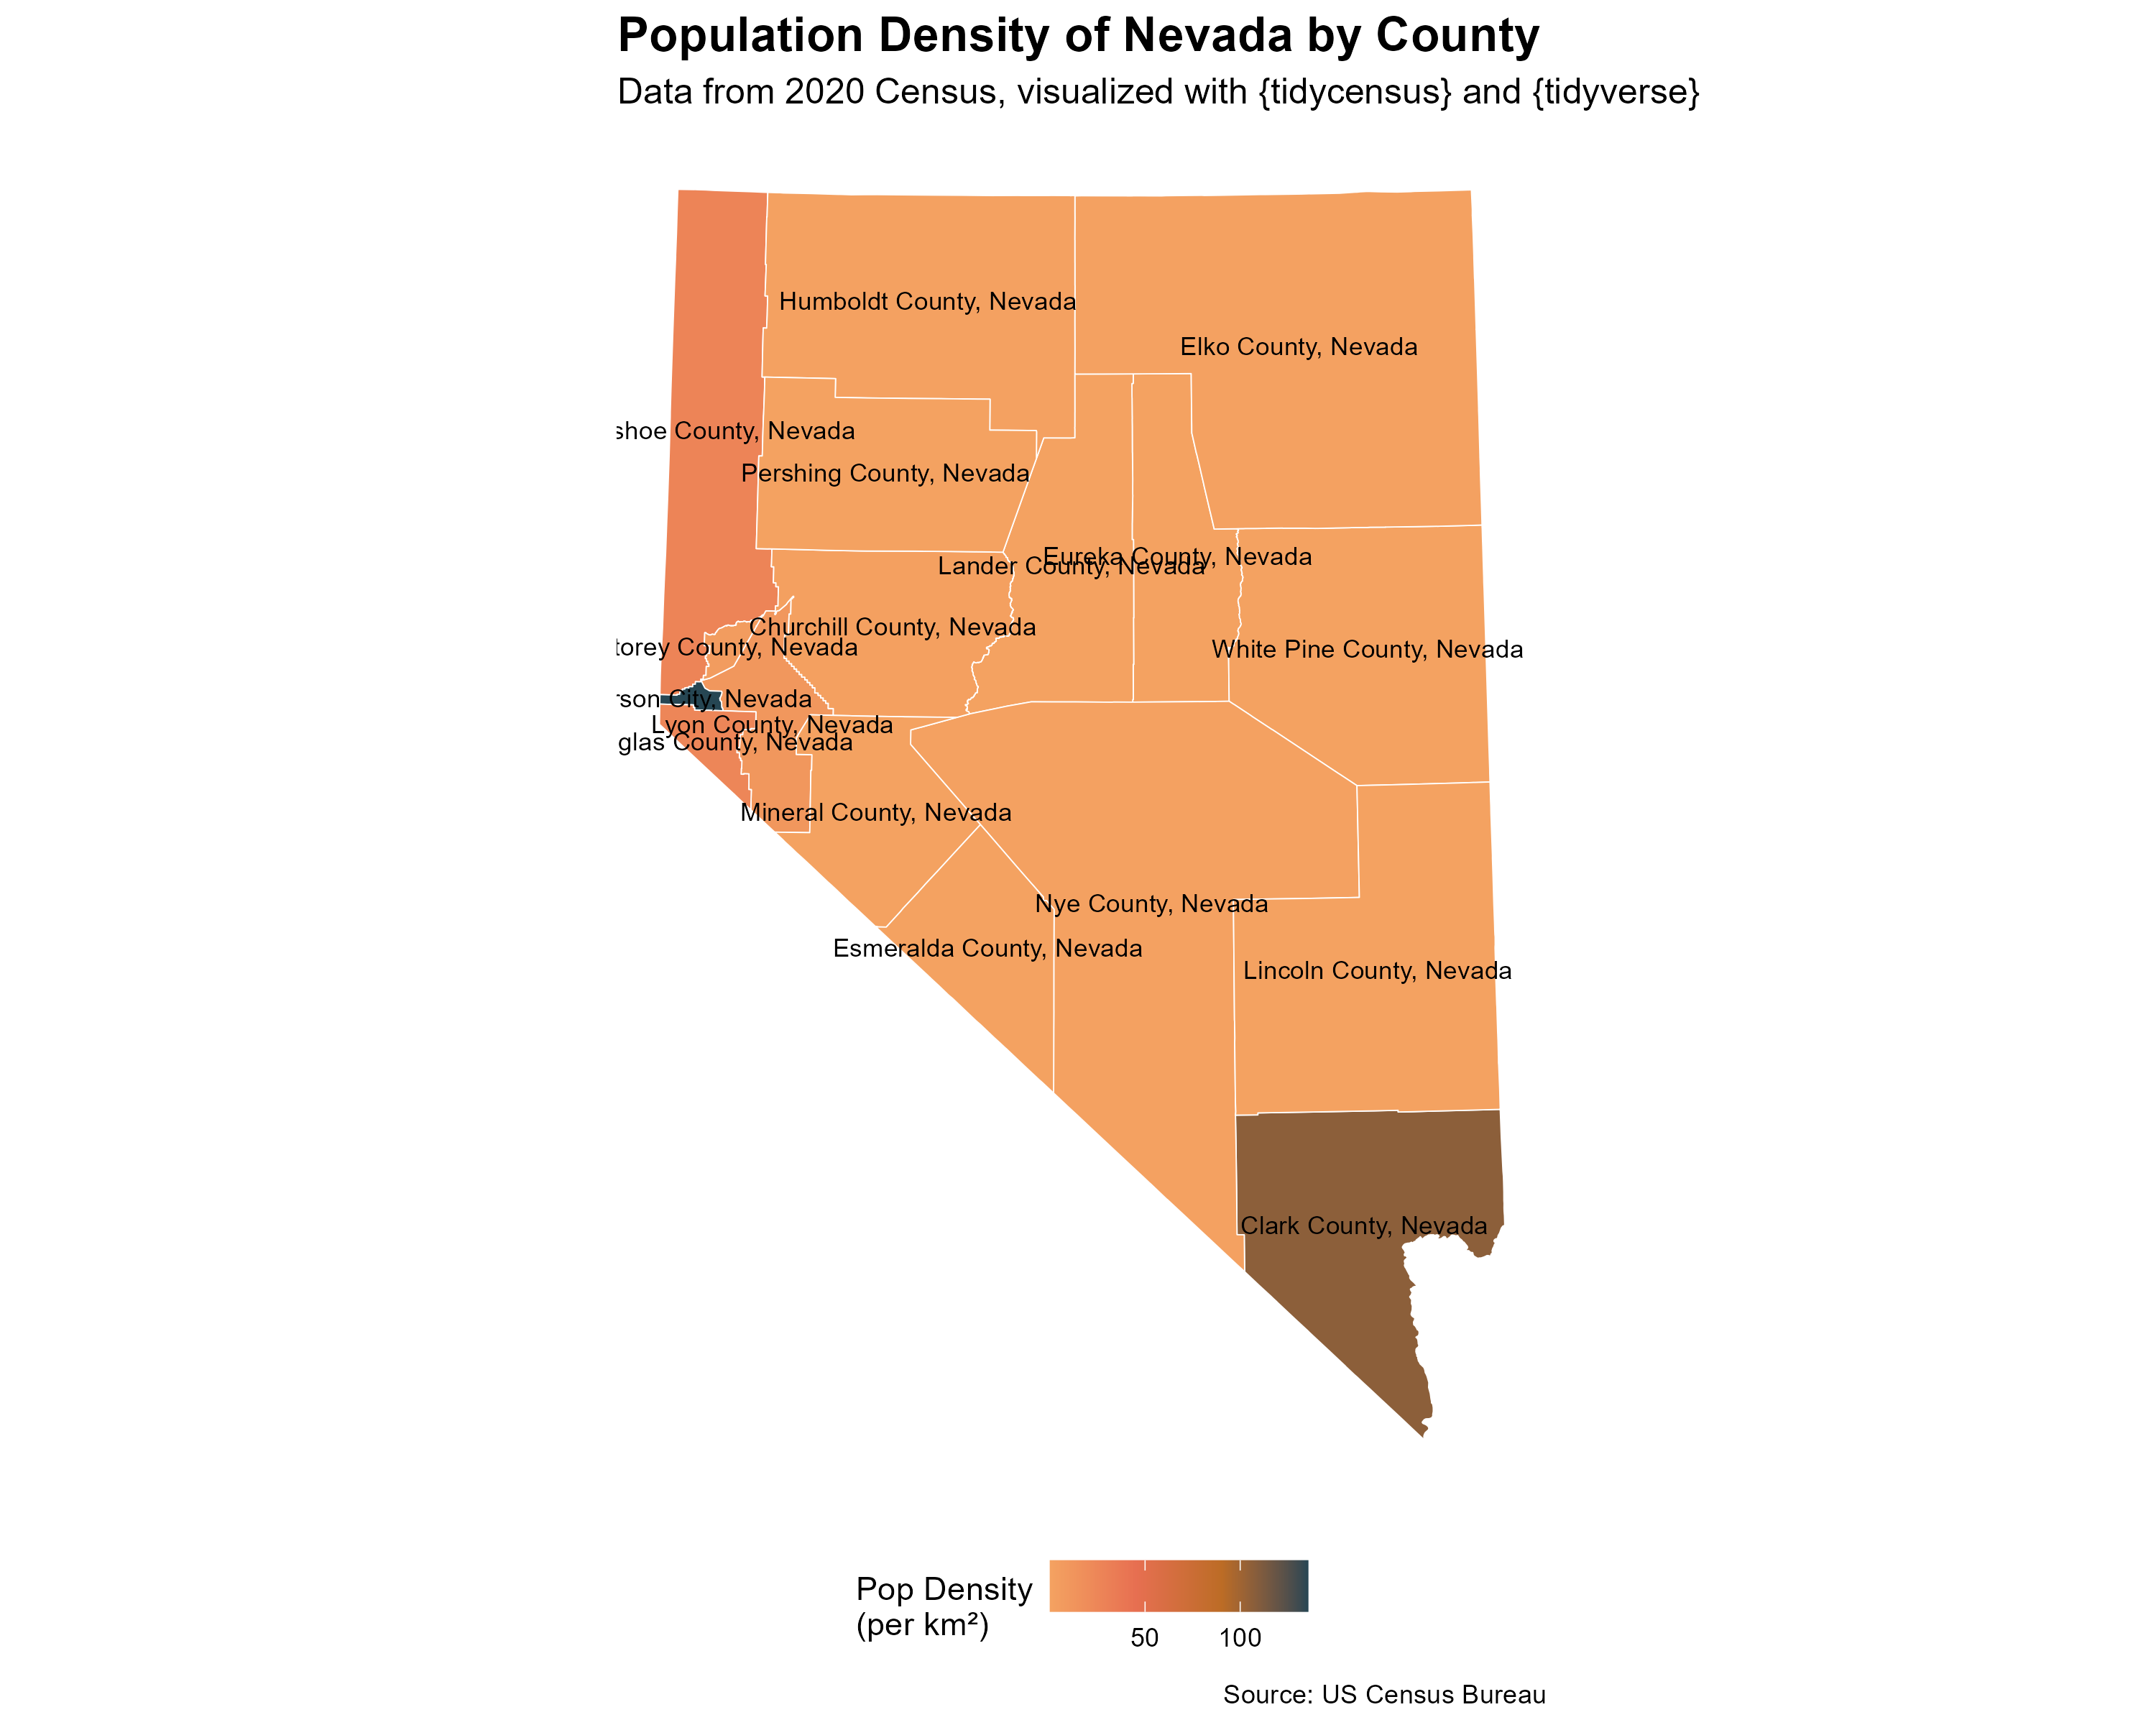 Population Density of Nevada by County
Data from 2020 Census, visualized with {tidycensus} and {tidyverse}
Humboldt County, Nevada
Elko County, Nevada
shoe County, Nevada
Pershing County, Nevada
Eureka County, Nevada
Lander County, Nevada
Churchill County, Nevada
torey County, Nevada
White Pine County, Nevada
rson City, Nevada
Lyon County, Nevada
glas County, Nevada
Mineral County, Nevada
Nye County, Nevada
Esmeralda County, Nevada
Lincoln County, Nevada
Clark County, Nevada
Pop Density
(per km²)
50 100
Source: US Census Bureau